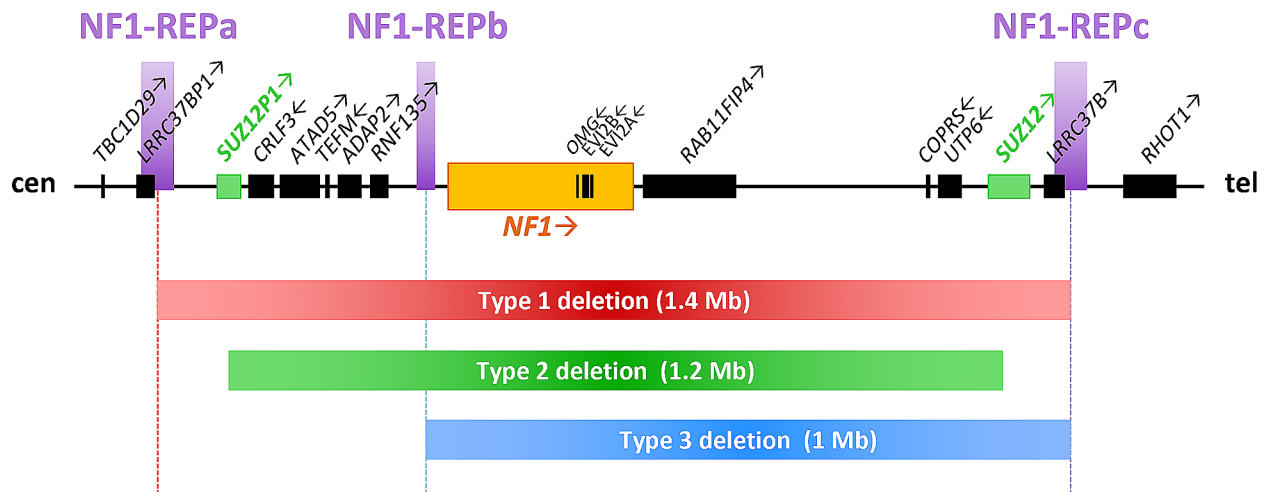 NF1-REPa NF1-REPb NF1-REPc
TBC1D29→ LRRC37BP1→ SUZ12P1→ CRLF3← ATAD5→ TEFM← ADAP2→ RNF135→ OMG← EVI2B← EVI2A← RAB11FIP4→ COPRS← UTP6← SUZ12→ LRRC37B→ RHOT1→
cen tel
NF1→
Type 1 deletion (1.4 Mb)
Type 2 deletion (1.2 Mb)
Type 3 deletion (1 Mb)